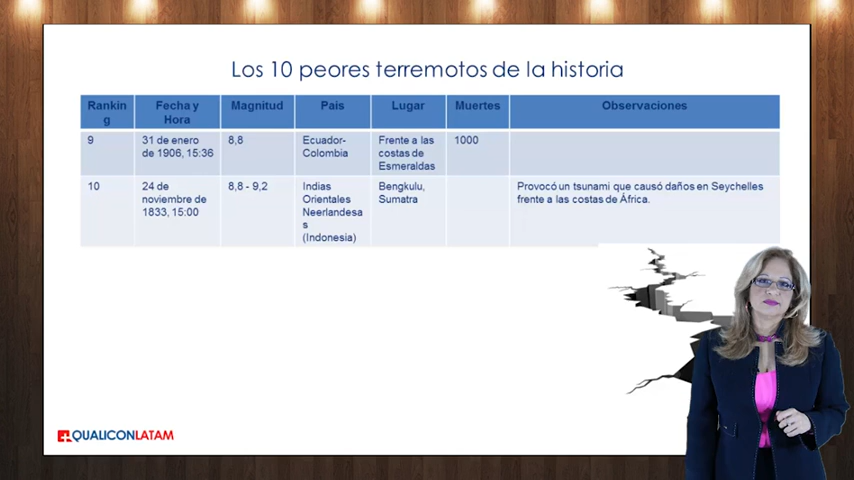 Los 10 peores terremotos de la historia
Rankin
g
Fecha y
Hora
Magnitud
País
Lugar
Muertes
Observaciones
9
31 de enero
de 1906, 15:36
8,8
Ecuador-
Colombia
Frente a las
costas de
Esmeraldas
1000
10
24 de
noviembre de
1833, 15:00
8,8 - 9,2
Indias
Orientales
Neerlandesa
s
(Indonesia)
Bengkulu,
Sumatra
Provocó un tsunami que causó daños en Seychelles
frente a las costas de África.
QUALICONLATAM